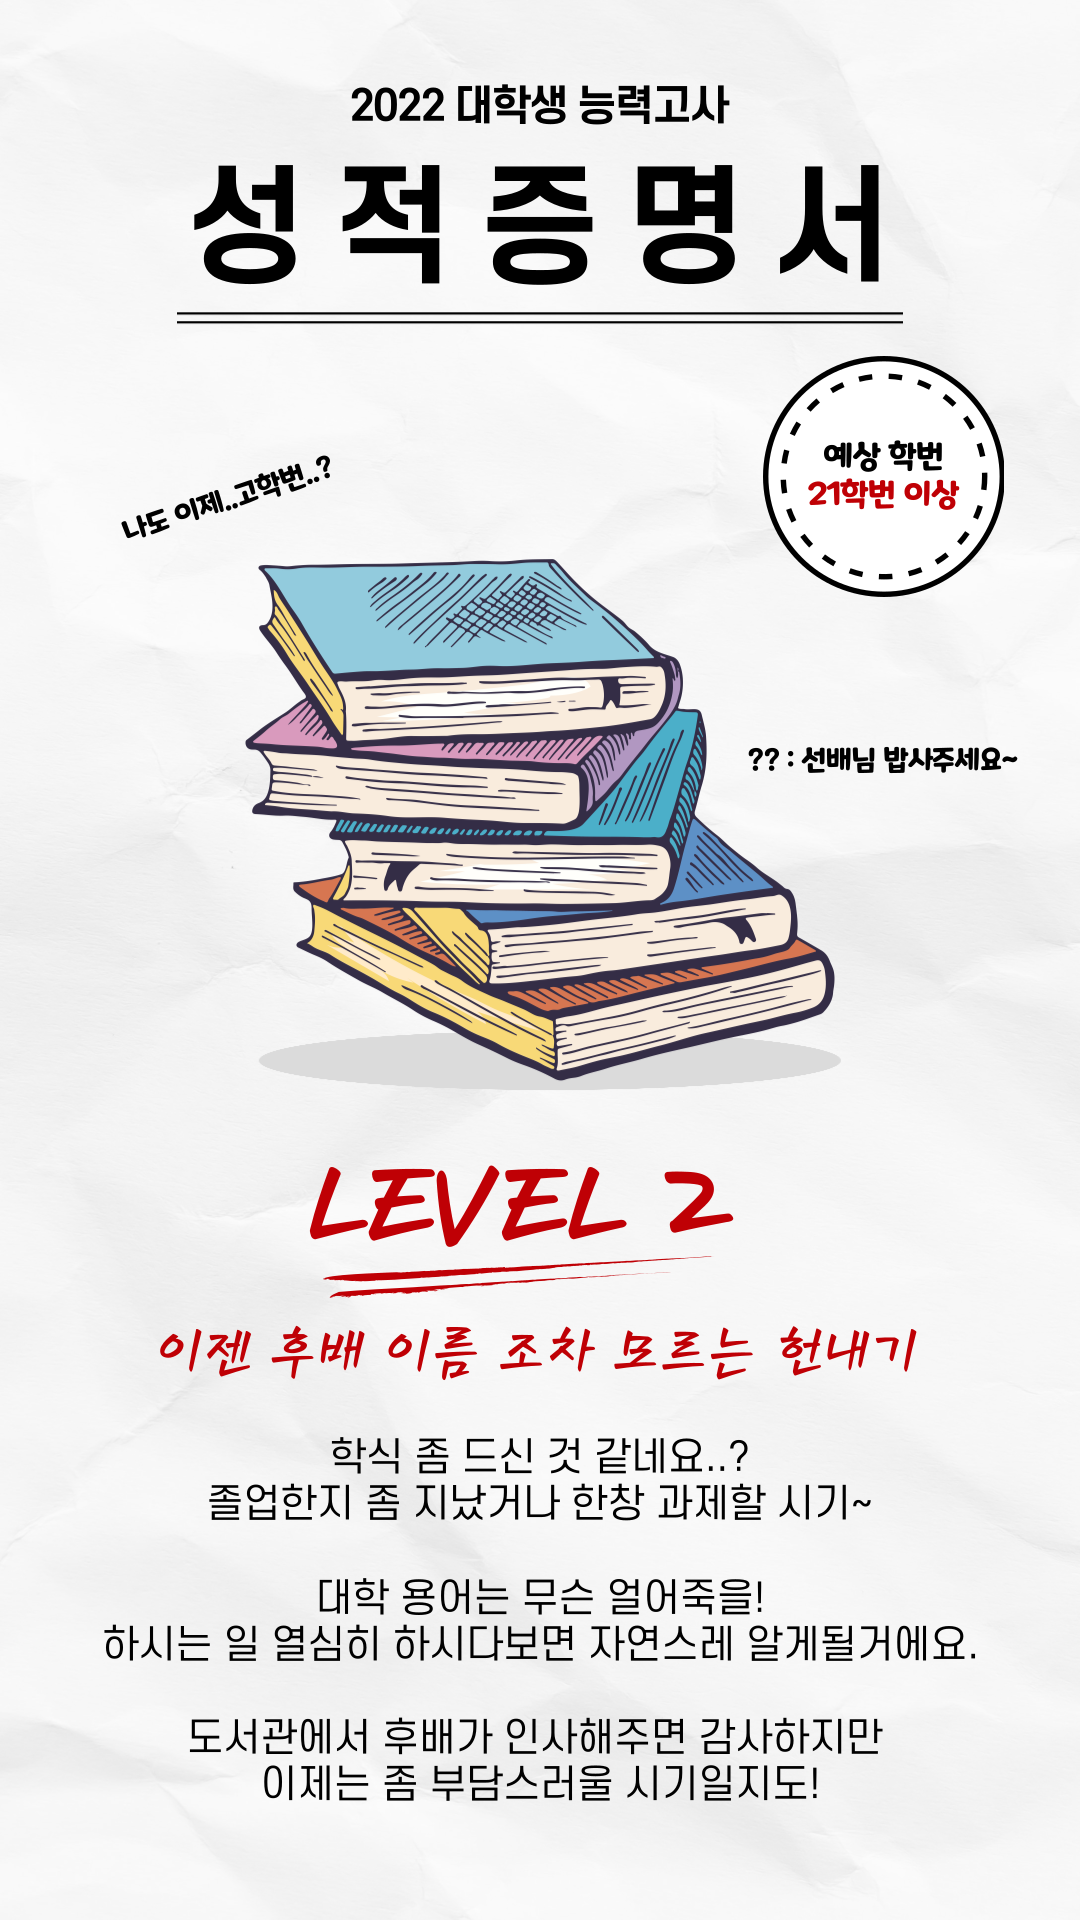 2022 대학생 능력고사
성적증명서
예상 학번
21학번 이상
나도 이제..고학번..?
?? : 선배님 밥사주세요~
LEVEL 2
이젠 후배 이름 조차 모르는 헌내기
학식 좀 드신 것 같네요..?
졸업한지 좀 지났거나 한창 과제할 시기~
대학 용어는 무슨 얼어죽을!
하시는 일 열심히 하시다보면 자연스레 알게될거에요.
도서관에서 후배가 인사해주면 감사하지만
이제는 좀 부담스러울 시기일지도!